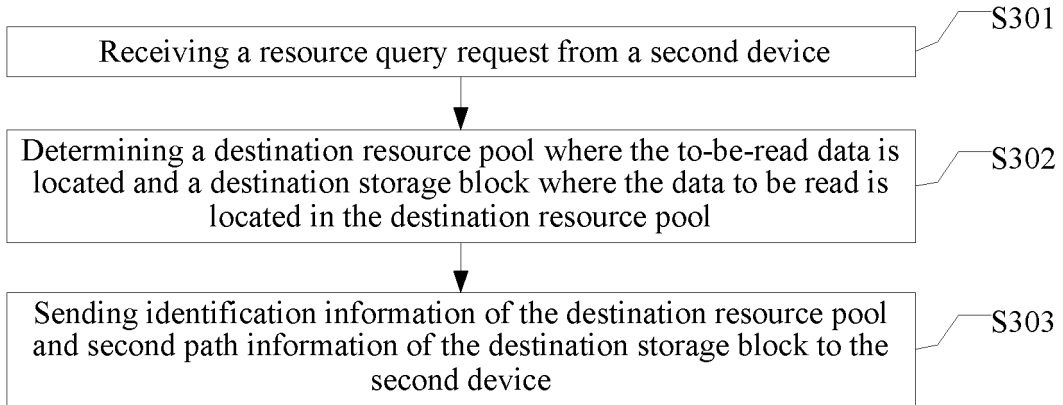 S301
Receiving a resource query request from a second device
Determining a destination resource pool where the to-be-read data is
located and a destination storage block where the data to be read is
located in the destination resource pool
S302
Sending identification information of the destination resource pool
and second path information of the destination storage block to the
second device
S303